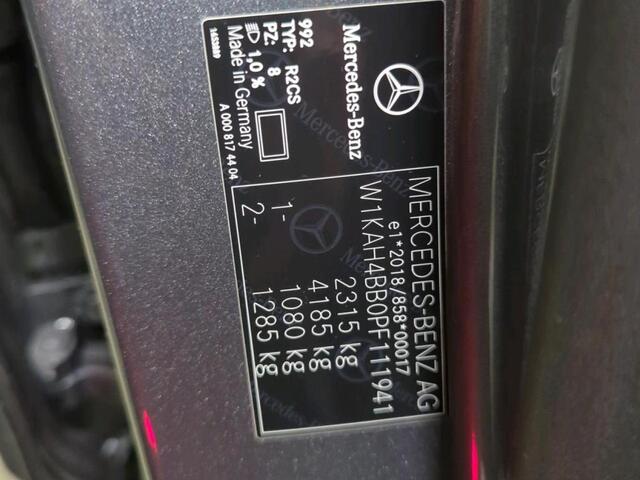 MERCEDES-BENZ AG
e1*2018/858*00017
W1KAH4BB0PF111941
2315 kg
4185 kg
1- 1080 kg
2- 1285 kg
Mercedes-Benz
992
TYP: R2CS
PZ: 8
1,0%
Made in Germany
A 000 817 44 04